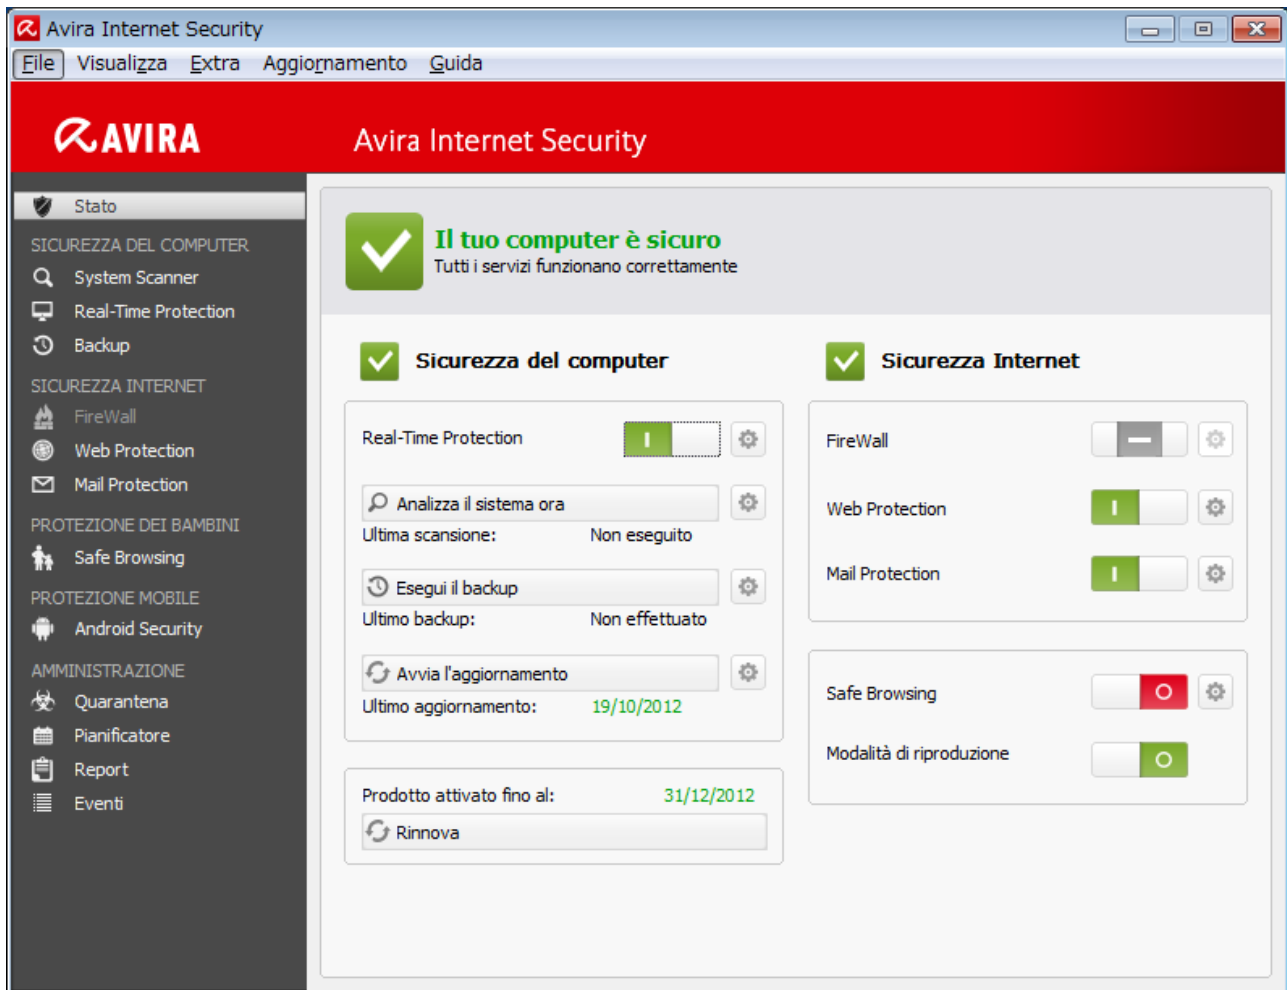 Avira Internet Security
File Visualizza Extra Aggiornamento Guida
AVIRA
Avira Internet Security
Stato
SICUREZZA DEL COMPUTER
System Scanner
Real-Time Protection
Backup
SICUREZZA INTERNET
FireWall
Web Protection
Mail Protection
PROTEZIONE DEI BAMBINI
Safe Browsing
PROTEZIONE MOBILE
Android Security
AMMINISTRAZIONE
Quarantena
Pianificatore
Report
Eventi
Il tuo computer è sicuro
Tutti i servizi funzionano correttamente
Sicurezza del computer
Real-Time Protection
Analizza il sistema ora
Ultima scansione: Non eseguito
Esegui il backup
Ultimo backup: Non effettuato
Avvia l'aggiornamento
Ultimo aggiornamento: 19/10/2012
Prodotto attivato fino al: 31/12/2012
Rinnova
Sicurezza Internet
FireWall
Web Protection
Mail Protection
Safe Browsing
Modalità di riproduzione